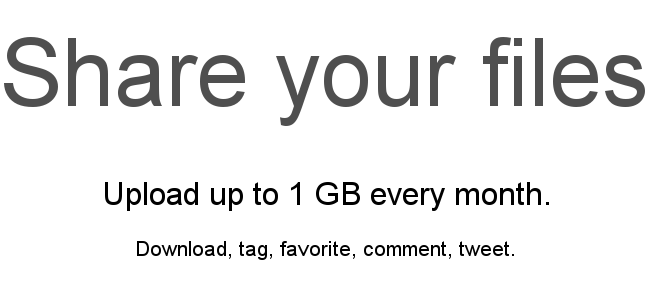 Share your files
Upload up to 1 GB every month.
Download, tag, favorite, comment, tweet.